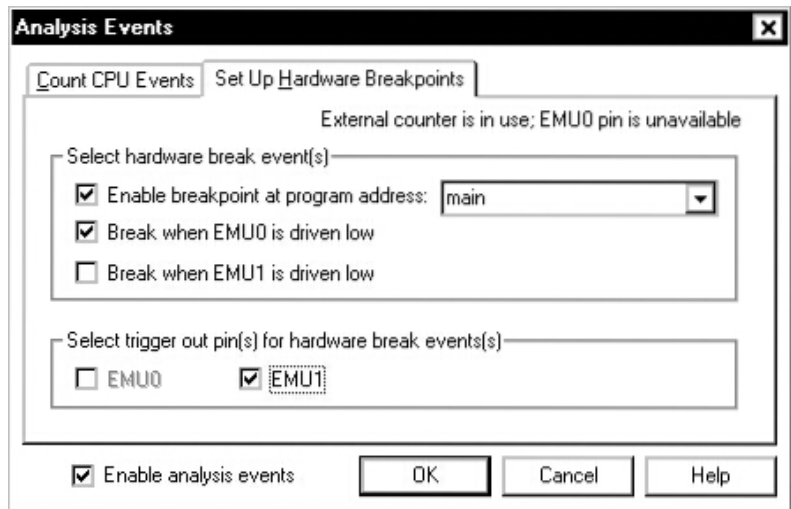 Analysis Events
Count CPU Events Set Up Hardware Breakpoints
External counter is in use; EMU0 pin is unavailable
Select hardware break event(s)
Enable breakpoint at program address: main
Break when EMU0 is driven low
Break when EMU1 is driven low
Select trigger out pin(s) for hardware break events(s)
EMU0 EMU1
Enable analysis events OK Cancel Help